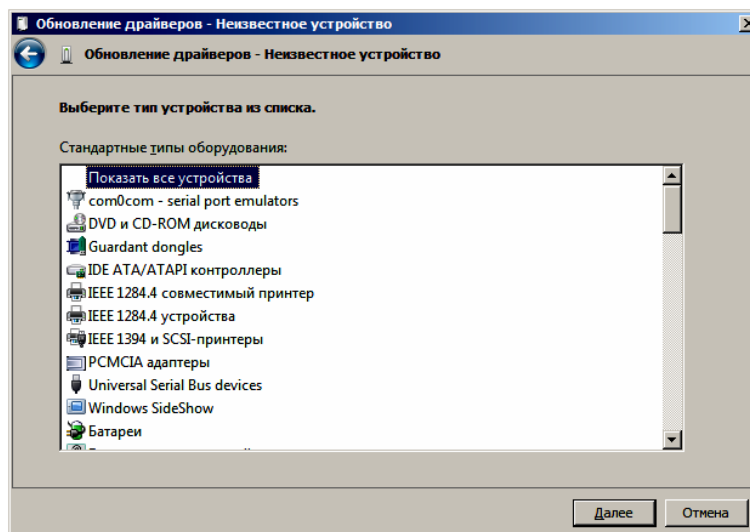 Обновление драйверов - Неизвестное устройство
Обновление драйверов - Неизвестное устройство
Выберите тип устройства из списка.
Стандартные типы оборудования:
Показать все устройства
com0com - serial port emulators
DVD и CD-ROM дисководы
Guardant dongles
IDE ATA/ATAPI контроллеры
IEEE 1284.4 совместимый принтер
IEEE 1284.4 устройства
IEEE 1394 и SCSI-принтеры
PCMCIA адаптеры
Universal Serial Bus devices
Windows SideShow
Батареи
Далее Отмена